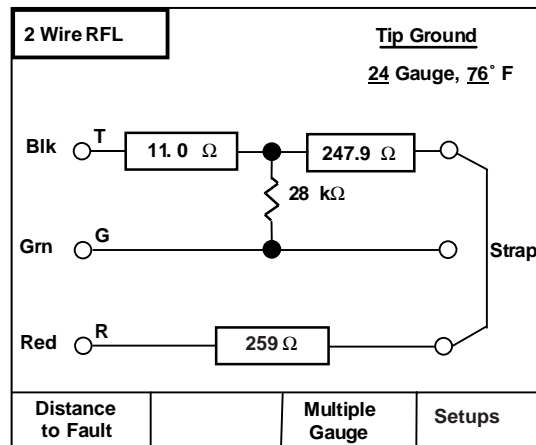 2 Wire RFL
Tip Ground
24 Gauge, 76° F
Blk T 11.0 Ω 247.9 Ω
28 kΩ
Grn G
Strap
Red R 259 Ω
Distance to Fault
Multiple Gauge
Setups